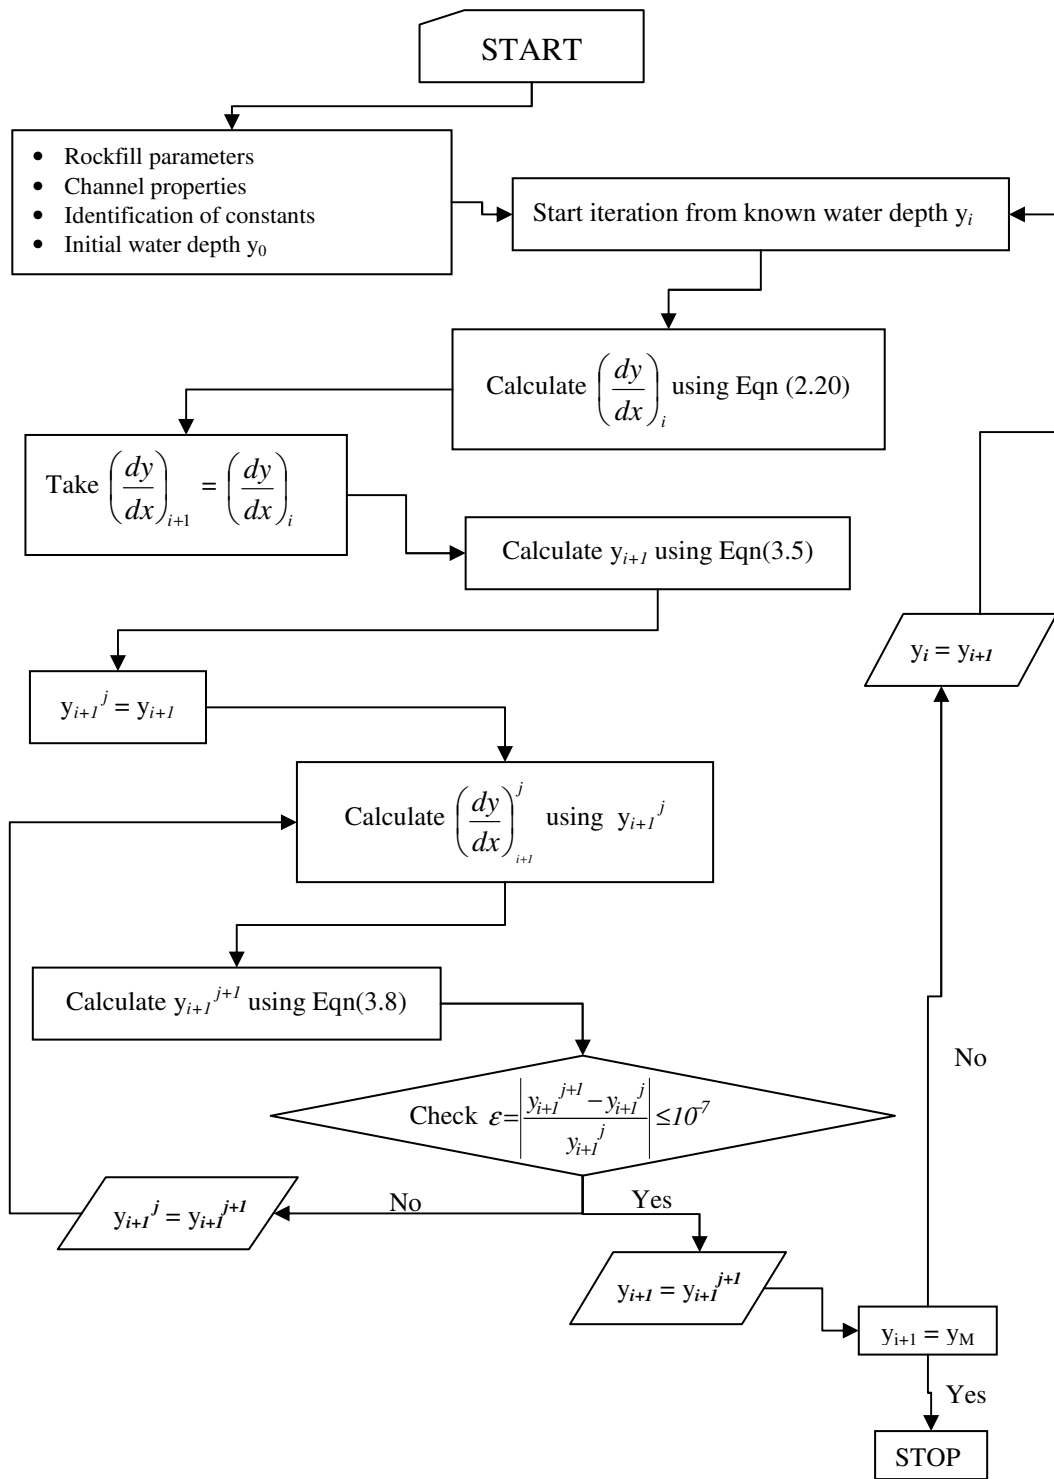 START
• Rockfill parameters
• Channel properties
• Identification of constants
• Initial water depth y₀
Start iteration from known water depth yᵢ
Calculate (dy/dx)ᵢ using Eqn (2.20)
Take (dy/dx)ᵢ₊₁ = (dy/dx)ᵢ
Calculate yᵢ₊₁ using Eqn(3.5)
yᵢ = yᵢ₊₁
yᵢ₊₁ʲ = yᵢ₊₁
Calculate (dy/dx)ᵢ₊₁ʲ using yᵢ₊₁ʲ
Calculate yᵢ₊₁ʲ⁺¹ using Eqn(3.8)
No
Check ε=|(yᵢ₊₁ʲ⁺¹ − yᵢ₊₁ʲ)/yᵢ₊₁ʲ| ≤10⁻⁷
No
Yes
yᵢ₊₁ʲ = yᵢ₊₁ʲ⁺¹
yᵢ₊₁ = yᵢ₊₁ʲ⁺¹
yᵢ₊₁ = y_M
Yes
STOP